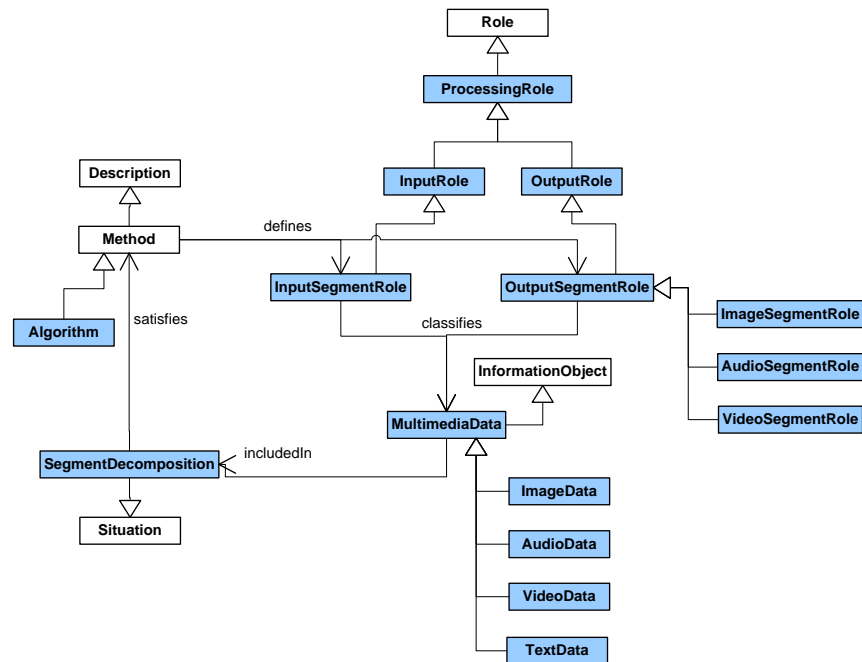 Role
ProcessingRole
Description
InputRole
OutputRole
defines
Method
InputSegmentRole
OutputSegmentRole
ImageSegmentRole
Algorithm
satisfies
classifies
InformationObject
AudioSegmentRole
MultimediaData
VideoSegmentRole
includedIn
SegmentDecomposition
ImageData
Situation
AudioData
VideoData
TextData